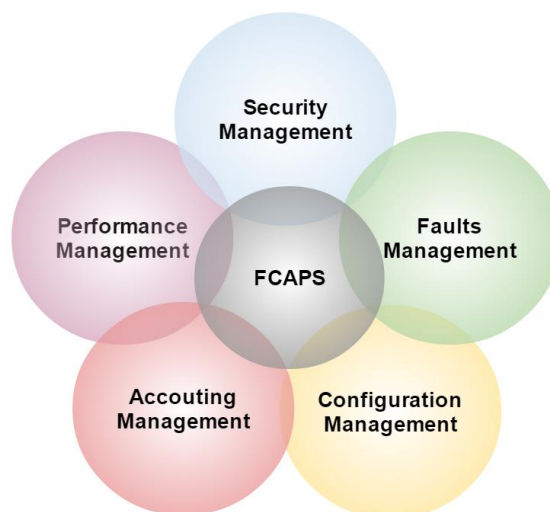 Security
Management
Performance
Management
Faults
Management
FCAPS
Accouting
Management
Configuration
Management